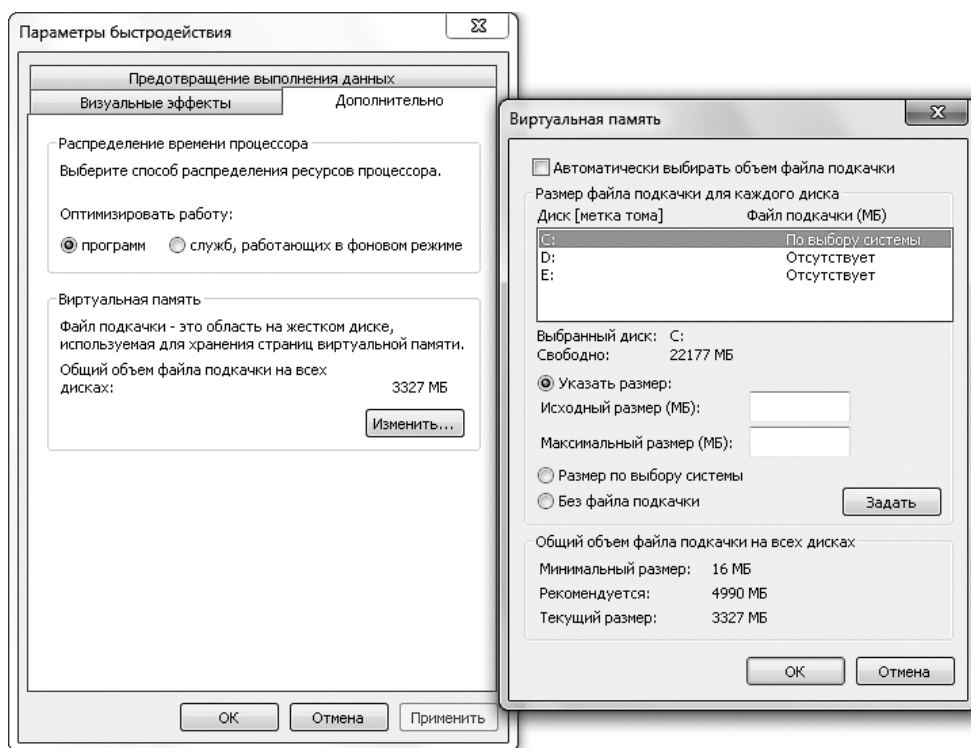 Параметры быстродействия
Предотвращение выполнения данных
Визуальные эффекты
Дополнительно
Распределение времени процессора
Выберите способ распределения ресурсов процессора.
Оптимизировать работу:
программ
служб, работающих в фоновом режиме
Виртуальная память
Файл подкачки - это область на жестком диске,
используемая для хранения страниц виртуальной памяти.
Общий объем файла подкачки на всех
дисках: 3327 МБ
Изменить...
ОК
Отмена
Применить
Виртуальная память
Автоматически выбирать объем файла подкачки
Размер файла подкачки для каждого диска
Диск [метка тома] Файл подкачки (МБ)
C: По выбору системы
D: Отсутствует
E: Отсутствует
Выбранный диск: C:
Свободно: 22177 МБ
Указать размер:
Исходный размер (МБ):
Максимальный размер (МБ):
Размер по выбору системы
Без файла подкачки
Задать
Общий объем файла подкачки на всех дисках
Минимальный размер: 16 МБ
Рекомендуется: 4990 МБ
Текущий размер: 3327 МБ
ОК
Отмена